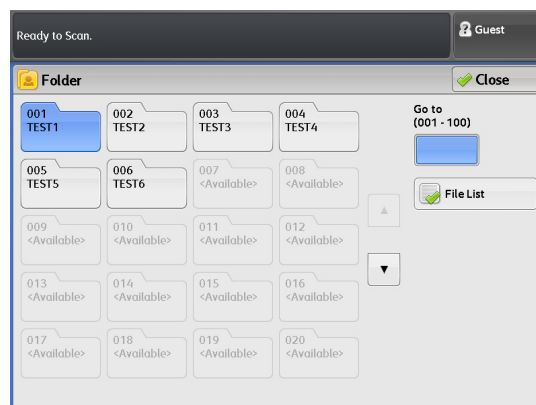 Ready to Scan.
Guest
Folder
Close
001
TEST1
002
TEST2
003
TEST3
004
TEST4
Go to
(001 - 100)
005
TEST5
006
TEST6
007
<Available>
008
<Available>
File List
009
<Available>
010
<Available>
011
<Available>
012
<Available>
013
<Available>
014
<Available>
015
<Available>
016
<Available>
017
<Available>
018
<Available>
019
<Available>
020
<Available>